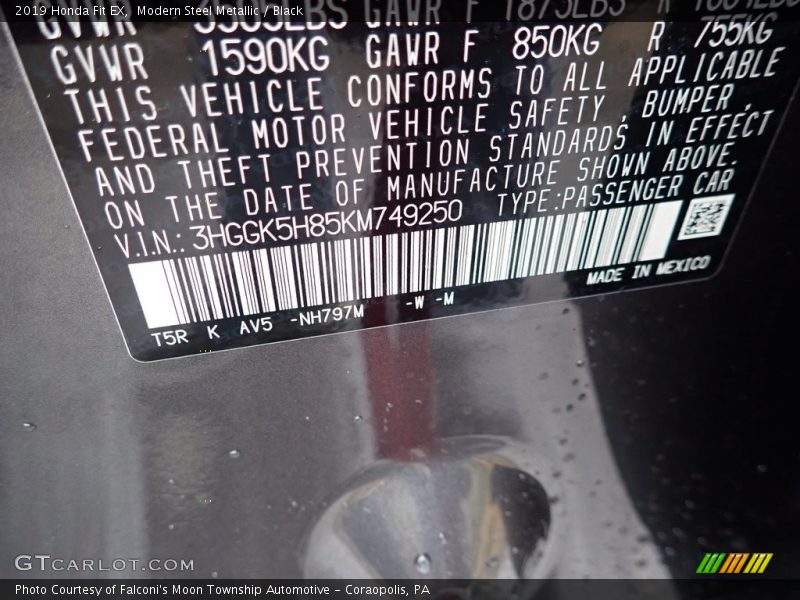 2019 Honda Fit EX, Modern Steel Metallic / Black
GVWR GAWR F R
GVWR 1590KG GAWR F 850KG R 755KG
THIS VEHICLE CONFORMS TO ALL APPLICABLE
FEDERAL MOTOR VEHICLE SAFETY, BUMPER,
AND THEFT PREVENTION STANDARDS IN EFFECT
ON THE DATE OF MANUFACTURE SHOWN ABOVE.
V.I.N.: 3HGGK5H85KM749250 TYPE:PASSENGER CAR
MADE IN MEXICO
T5R K AV5 -NH797M -W -M
GTCARLOT.COM
Photo Courtesy of Falconi's Moon Township Automotive – Coraopolis, PA